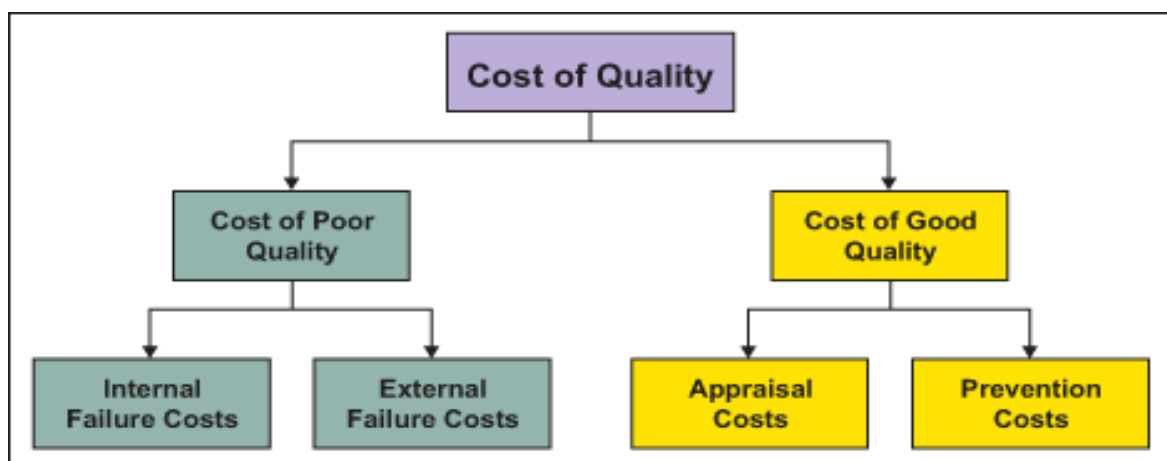 Cost of Quality
Cost of Poor
Quality
Cost of Good
Quality
Internal
Failure Costs
External
Failure Costs
Appraisal
Costs
Prevention
Costs